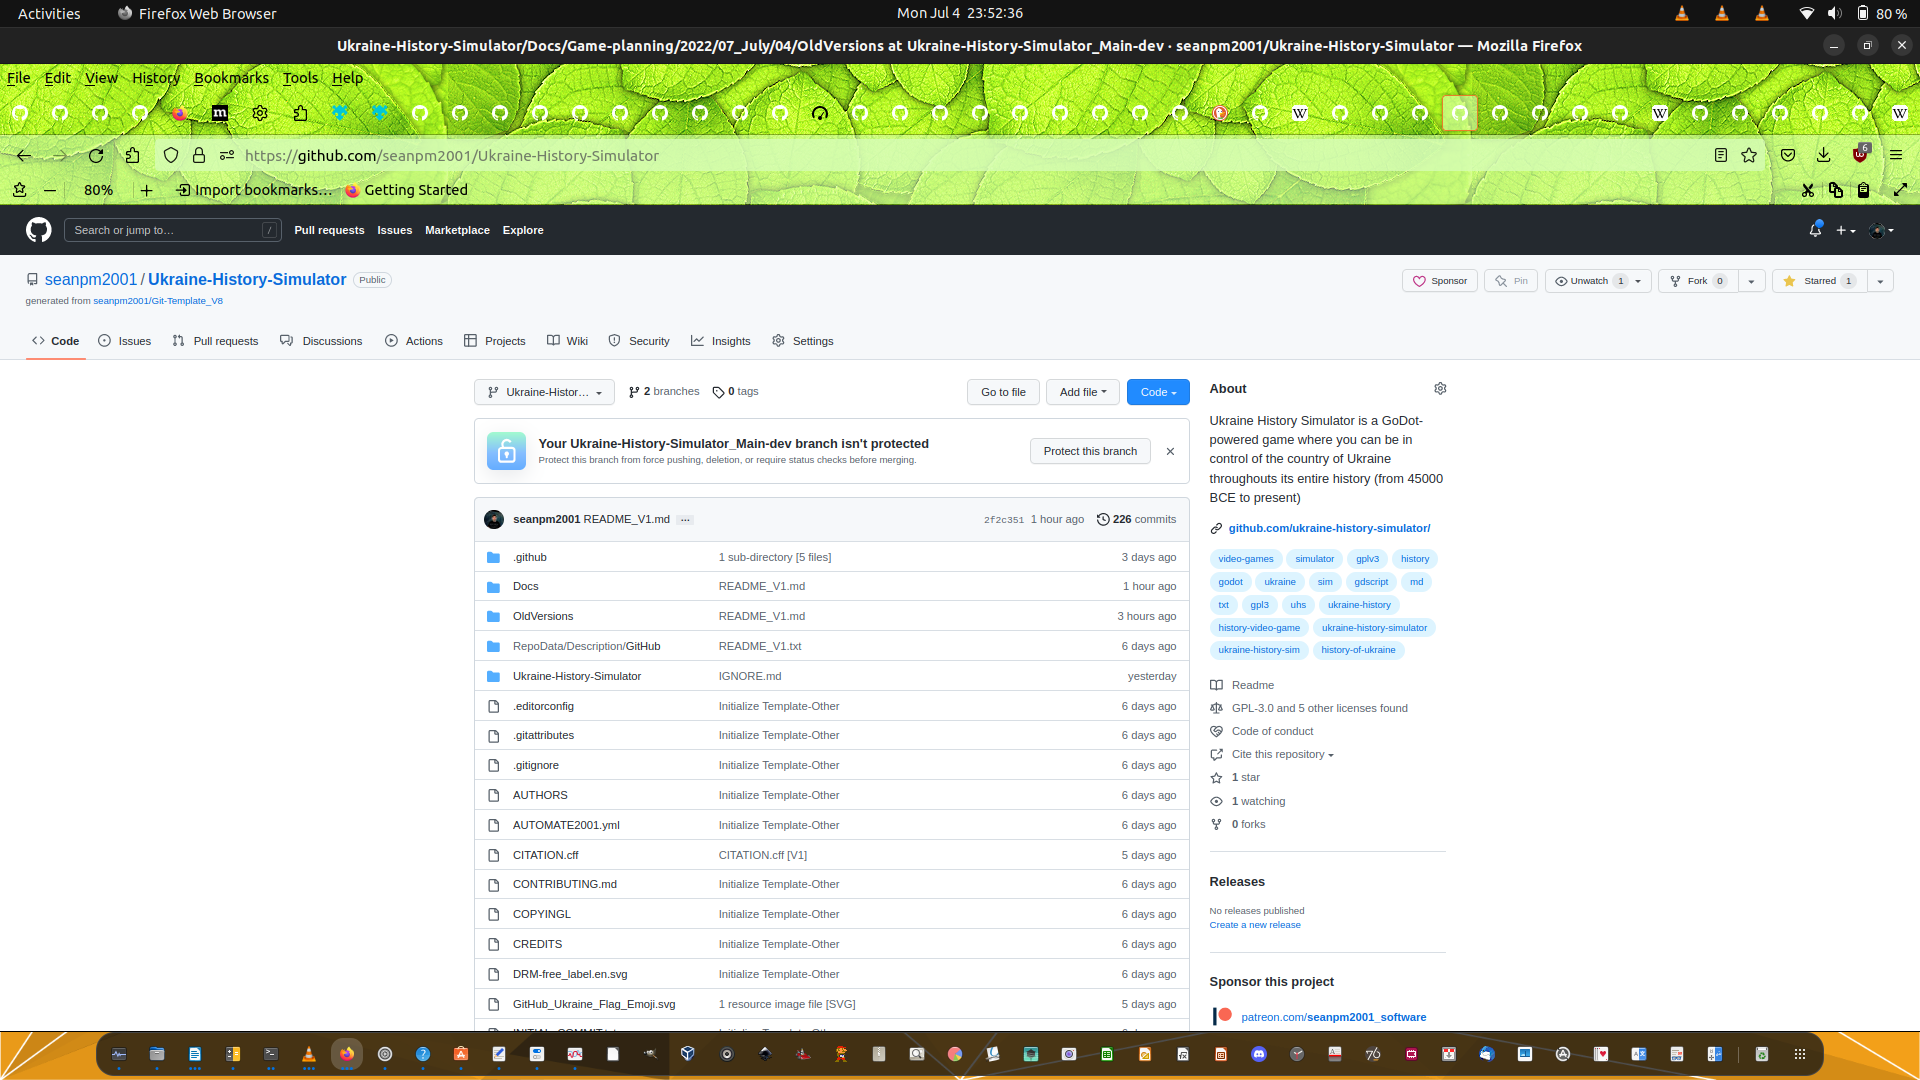 Activities
Firefox Web Browser
Mon Jul 4 23:52:36
80 %
Ukraine-History-Simulator/Docs/Game-planning/2022/07_July/04/OldVersions at Ukraine-History-Simulator_Main-dev · seanpm2001/Ukraine-History-Simulator — Mozilla Firefox
File Edit View History Bookmarks Tools Help
https://github.com/seanpm2001/Ukraine-History-Simulator
6
80%
Import bookmarks...
Getting Started
Search or jump to...
/
Pull requests Issues Marketplace Explore
seanpm2001 / Ukraine-History-Simulator Public
generated from seanpm2001/Git-Template_V8
Sponsor
Pin
Unwatch 1
Fork 0
Starred 1
Code Issues Pull requests Discussions Actions Projects Wiki Security Insights Settings
Ukraine-Histor...
2 branches
0 tags
Go to file
Add file
Code
Your Ukraine-History-Simulator_Main-dev branch isn't protected
Protect this branch from force pushing, deletion, or require status checks before merging.
Protect this branch
seanpm2001 README_V1.md ...
2f2c351 1 hour ago 226 commits
.github 1 sub-directory [5 files] 3 days ago
Docs README_V1.md 1 hour ago
OldVersions README_V1.md 3 hours ago
RepoData/Description/GitHub README_V1.txt 6 days ago
Ukraine-History-Simulator IGNORE.md yesterday
.editorconfig Initialize Template-Other 6 days ago
.gitattributes Initialize Template-Other 6 days ago
.gitignore Initialize Template-Other 6 days ago
AUTHORS Initialize Template-Other 6 days ago
AUTOMATE2001.yml Initialize Template-Other 6 days ago
CITATION.cff CITATION.cff [V1] 5 days ago
CONTRIBUTING.md Initialize Template-Other 6 days ago
COPYINGL Initialize Template-Other 6 days ago
CREDITS Initialize Template-Other 6 days ago
DRM-free_label.en.svg Initialize Template-Other 6 days ago
GitHub_Ukraine_Flag_Emoji.svg 1 resource image file [SVG] 5 days ago
About
Ukraine History Simulator is a GoDot-
powered game where you can be in
control of the country of Ukraine
throughouts its entire history (from 45000
BCE to present)
github.com/ukraine-history-simulator/
video-games simulator gplv3 history
godot ukraine sim gdscript md
txt gpl3 uhs ukraine-history
history-video-game ukraine-history-simulator
ukraine-history-sim history-of-ukraine
Readme
GPL-3.0 and 5 other licenses found
Code of conduct
Cite this repository
1 star
1 watching
0 forks
Releases
No releases published
Create a new release
Sponsor this project
patreon.com/seanpm2001_software